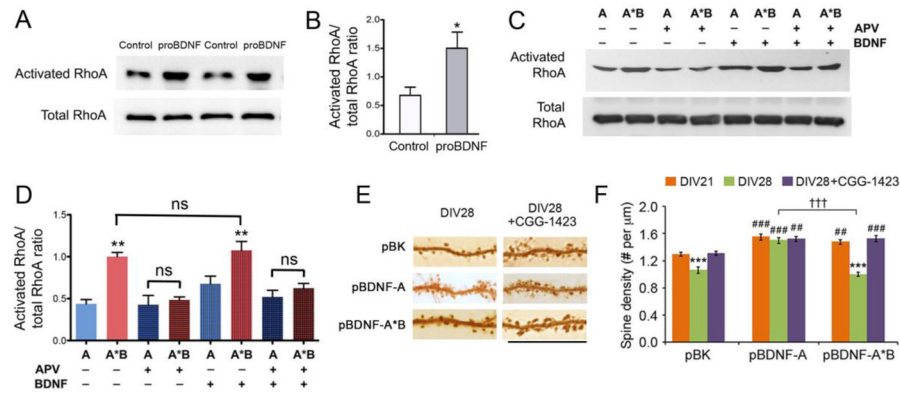 A
Control proBDNF Control proBDNF
Activated RhoA
Total RhoA
B
Activated RhoA/
total RhoA ratio
2.0
1.5
1.0
0.5
0.0
*
Control proBDNF
C
A A*B A A*B A A*B A A*B
– – + + – – + + APV
– – – – + + + + BDNF
Activated
RhoA
Total
RhoA
D
Activated RhoA/
total RhoA ratio
1.5
1.0
0.5
0.0
ns
**
ns
**
ns
A A*B A A*B A A*B A A*B
APV – – + + – – + +
BDNF – – – – + + + +
E
DIV28
DIV28
+CGG-1423
pBK
pBDNF-A
pBDNF-A*B
F
DIV21 DIV28 DIV28+CGG-1423
Spine density (# per μm)
2.0
1.6
1.2
0.8
0.4
0
†††
***
###
###
##
##
***
###
pBK pBDNF-A pBDNF-A*B